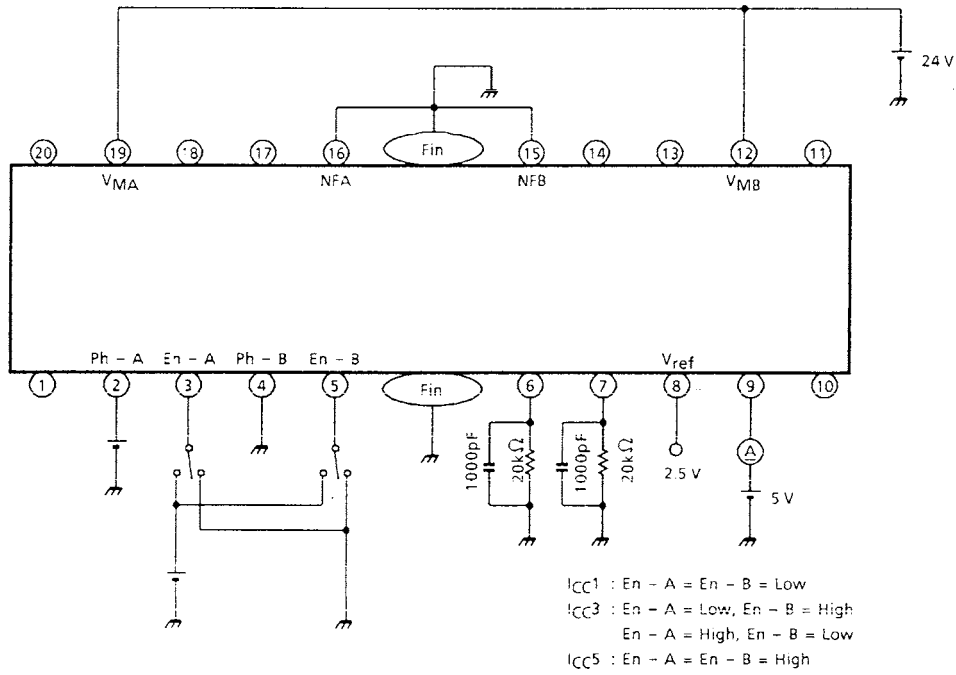 24 V
20 19 18 17 16 Fin 15 14 13 12 11
VMA NFA NFB VMB
Ph – A En – A Ph – B En – B Vref
1 2 3 4 5 Fin 6 7 8 9 10
1000pF 20kΩ 1000pF 20kΩ 2.5 V A
5 V
ICC1 : En – A = En – B = Low
ICC3 : En – A = Low, En – B = High
En – A = High, En – B = Low
ICC5 : En – A = En – B = High